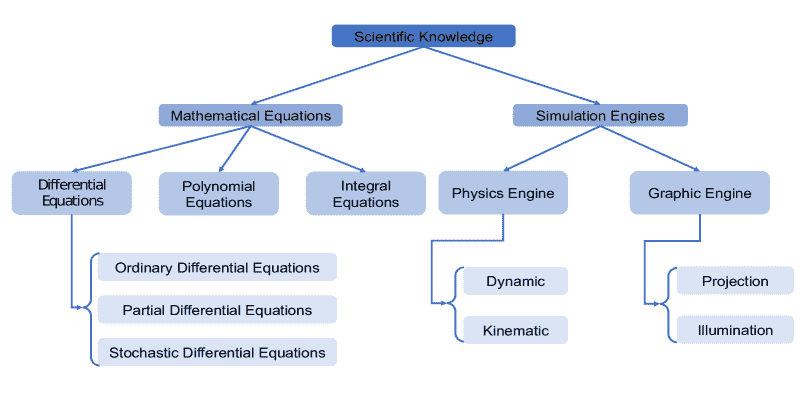 Scientific Knowledge
Mathematical Equations
Simulation Engines
Differential
Equations
Polynomial
Equations
Integral
Equations
Physics Engine
Graphic Engine
Ordinary Differential Equations
Partial Differential Equations
Stochastic Differential Equations
Dynamic
Kinematic
Projection
Illumination